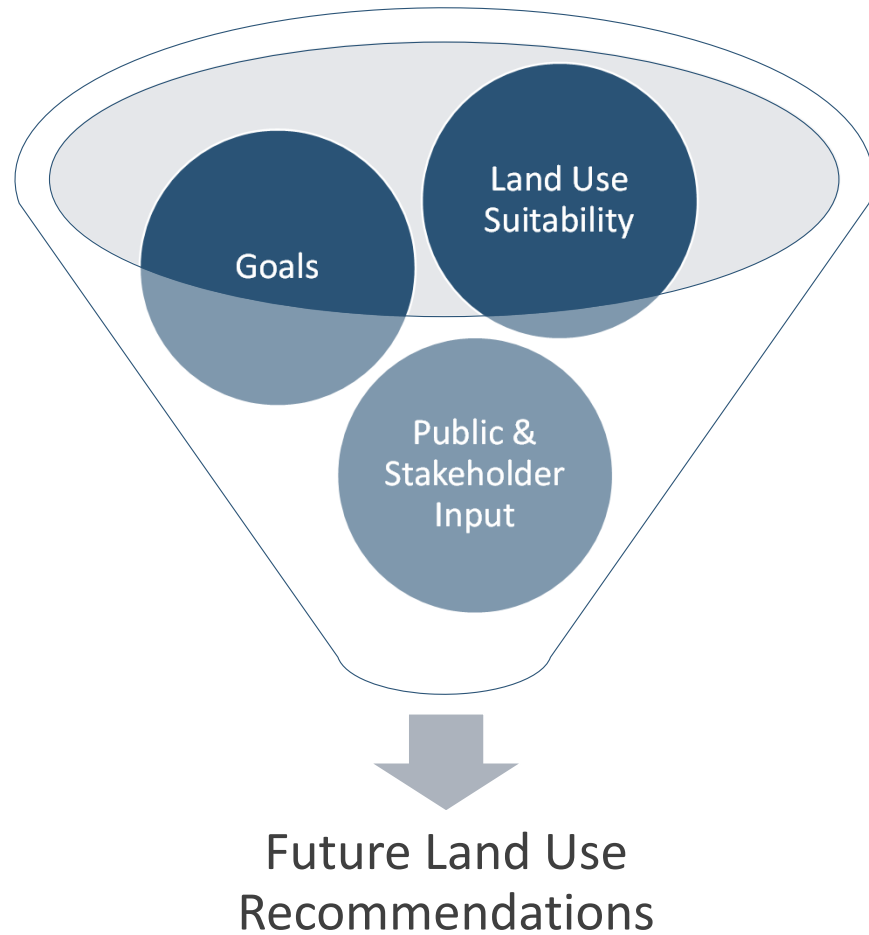 Land Use
Suitability
Goals
Public &
Stakeholder
Input
Future Land Use
Recommendations